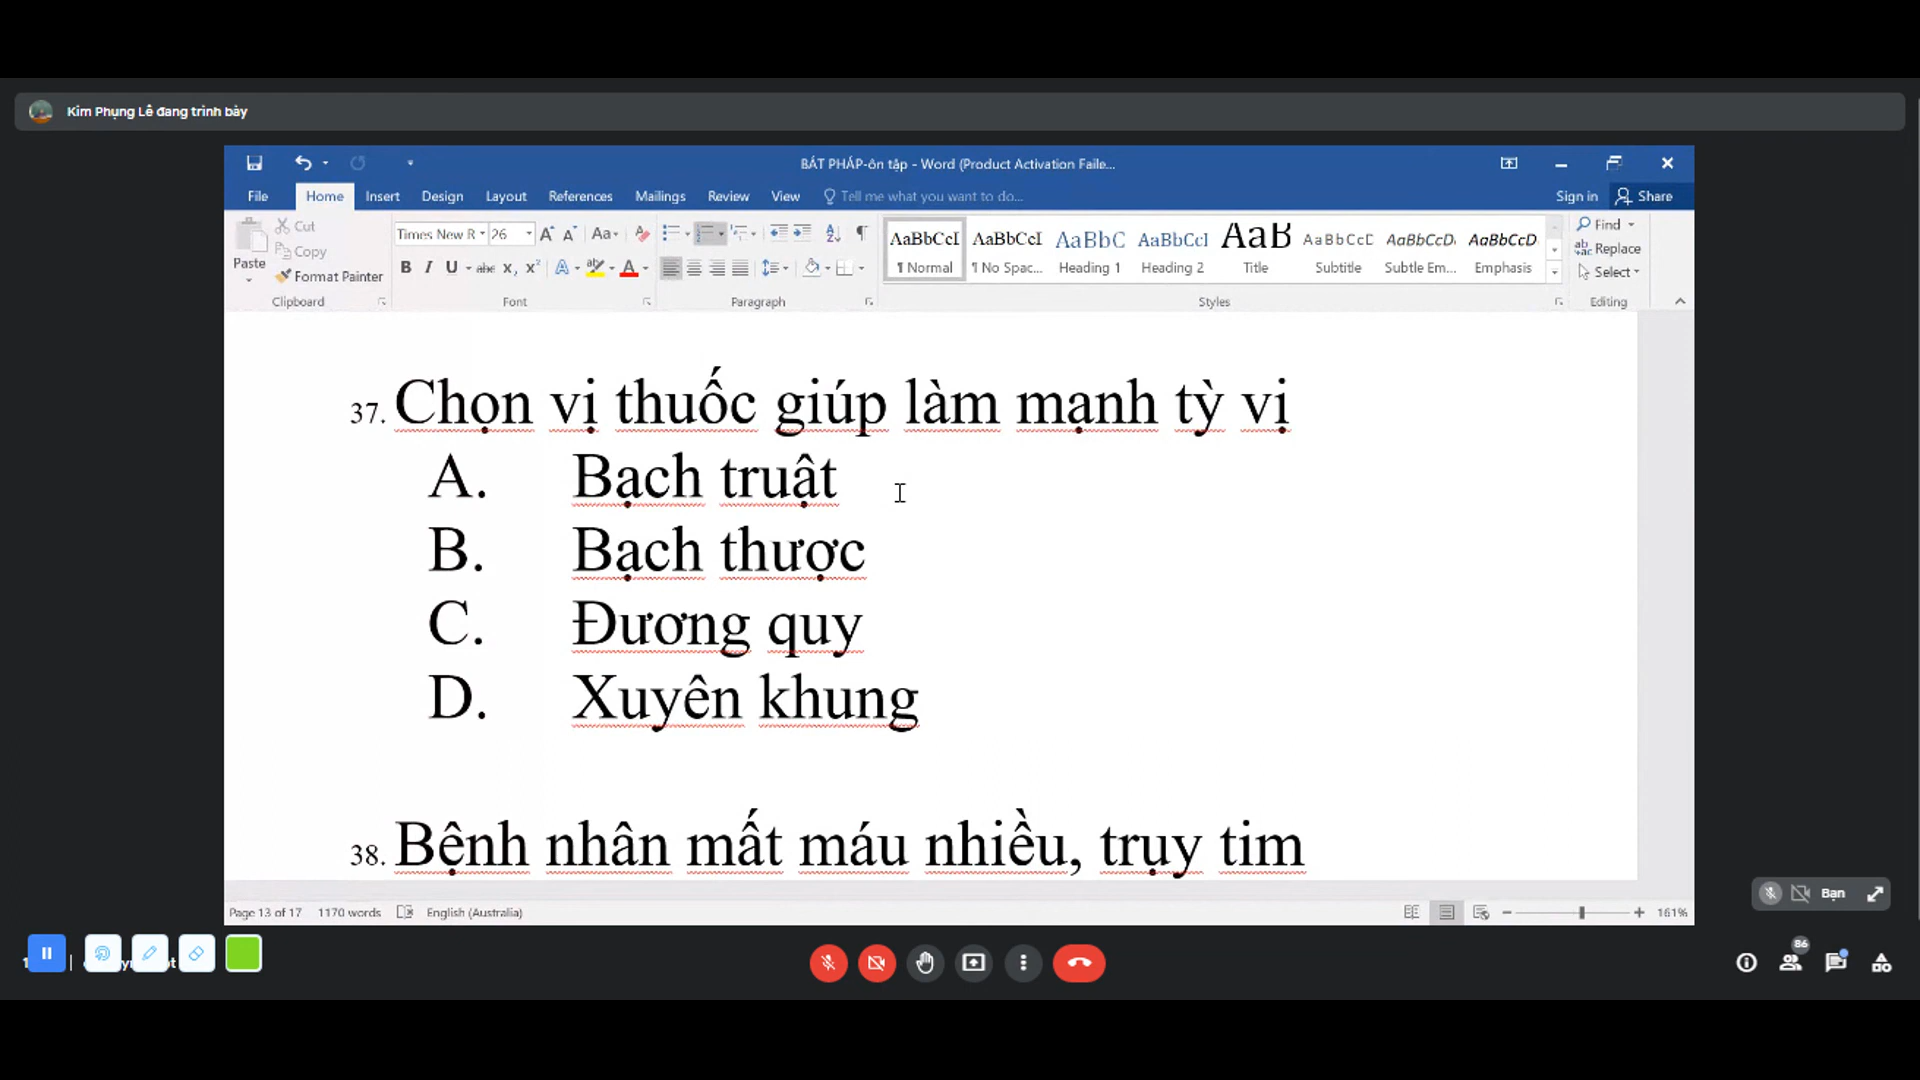 Kim Phụng Lê đang trình bày
BÁT PHÁP-ôn tập - Word (Product Activation Faile...
File Home Insert Design Layout References Mailings Review View Tell me what you want to do... Sign in Share
Paste
Cut
Copy
Format Painter
Clipboard
Times New R 26
Font
Paragraph
AaBbCcI AaBbCcI AaBbC AaBbCcI AaB AaBbCcC AaBbCcD AaBbCcD
¶ Normal ¶ No Spac... Heading 1 Heading 2 Title Subtitle Subtle Em... Emphasis
Styles
Find
Replace
Select
Editing
37. Chọn vị thuốc giúp làm mạnh tỳ vị
A. Bạch truật
B. Bạch thược
C. Đương quy
D. Xuyên khung
38. Bệnh nhân mất máu nhiều, trụy tim
Page 13 of 17 1170 words English (Australia) 161%
Bạn
86